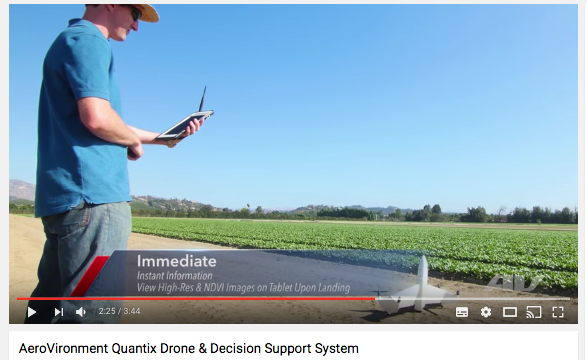 Immediate
Instant Information
View High-Res & NDVI Images on Tablet Upon Landing
2:25 / 3:44
AeroVironment Quantix Drone & Decision Support System